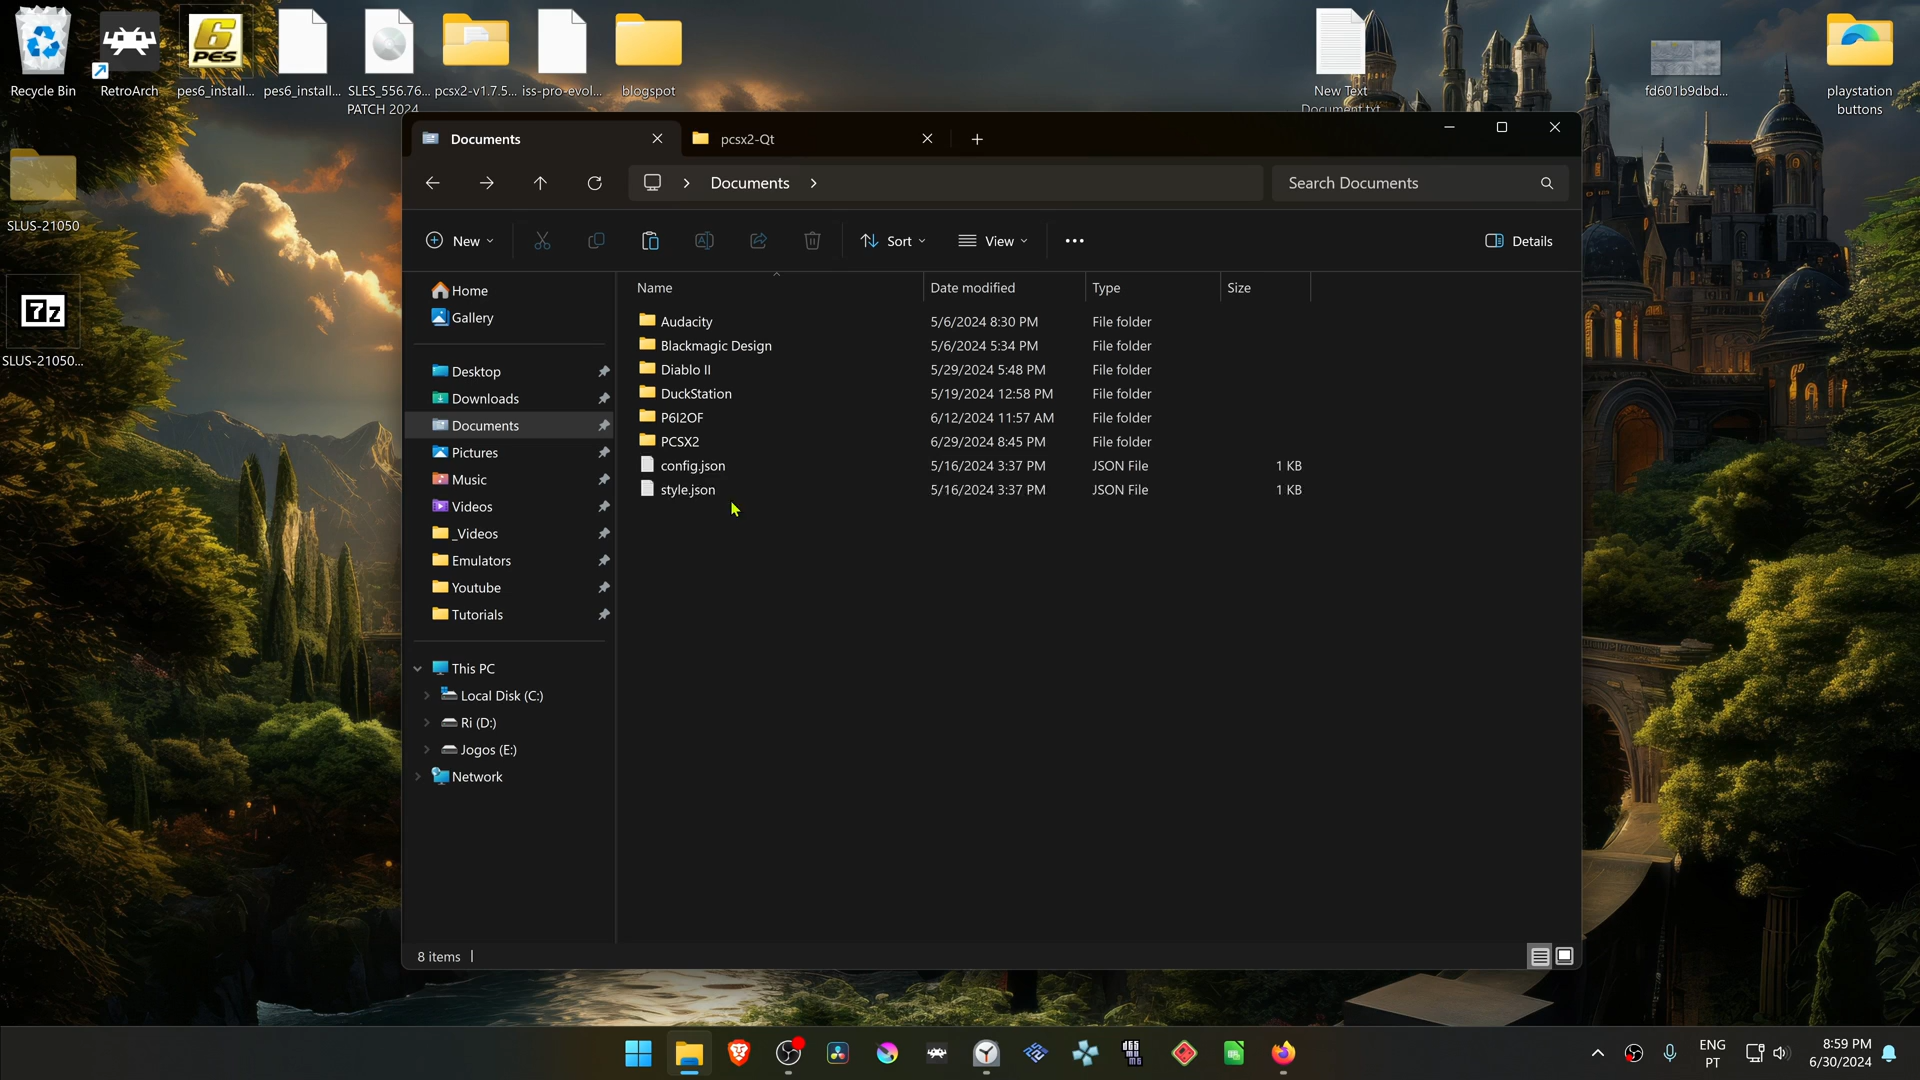 Recycle Bin
RetroArch
pes6_install...
pes6_install...
SLES_556.76...
PATCH 2024
pcsx2-v1.7.5...
iss-pro-evol...
blogspot
New Text
Document.txt
fd601b9dbd...
playstation
buttons
SLUS-21050
7z
SLUS-21050...
Documents
pcsx2-Qt
Documents
Search Documents
New
Sort
View
Details
Home
Gallery
Desktop
Downloads
Documents
Pictures
Music
Videos
_Videos
Emulators
Youtube
Tutorials
This PC
Local Disk (C:)
Ri (D:)
Jogos (E:)
Network
Name Date modified Type Size
Audacity 5/6/2024 8:30 PM File folder
Blackmagic Design 5/6/2024 5:34 PM File folder
Diablo II 5/29/2024 5:48 PM File folder
DuckStation 5/19/2024 12:58 PM File folder
P6I2OF 6/12/2024 11:57 AM File folder
PCSX2 6/29/2024 8:45 PM File folder
config.json 5/16/2024 3:37 PM JSON File 1 KB
style.json 5/16/2024 3:37 PM JSON File 1 KB
8 items
ENG
PT
8:59 PM
6/30/2024
6
PES